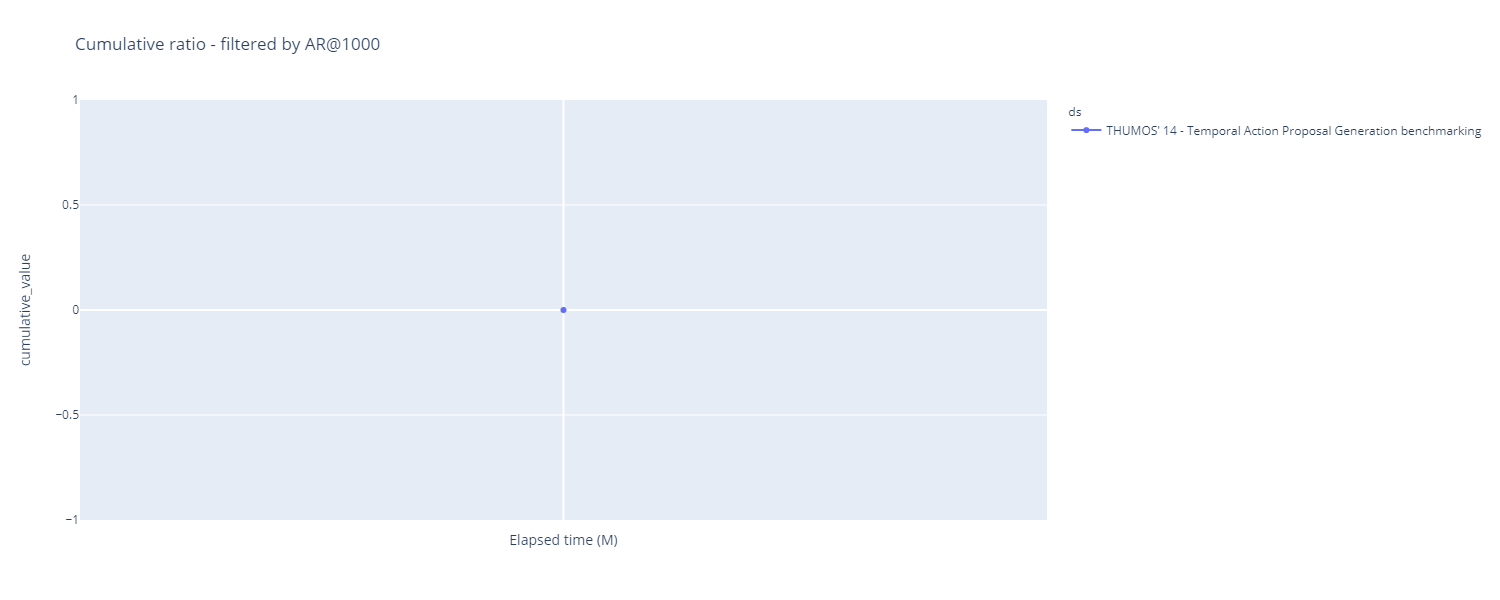 Cumulative ratio - filtered by AR@1000
1
0.5
0
−0.5
−1
cumulative_value
Elapsed time (M)
ds
THUMOS' 14 - Temporal Action Proposal Generation benchmarking